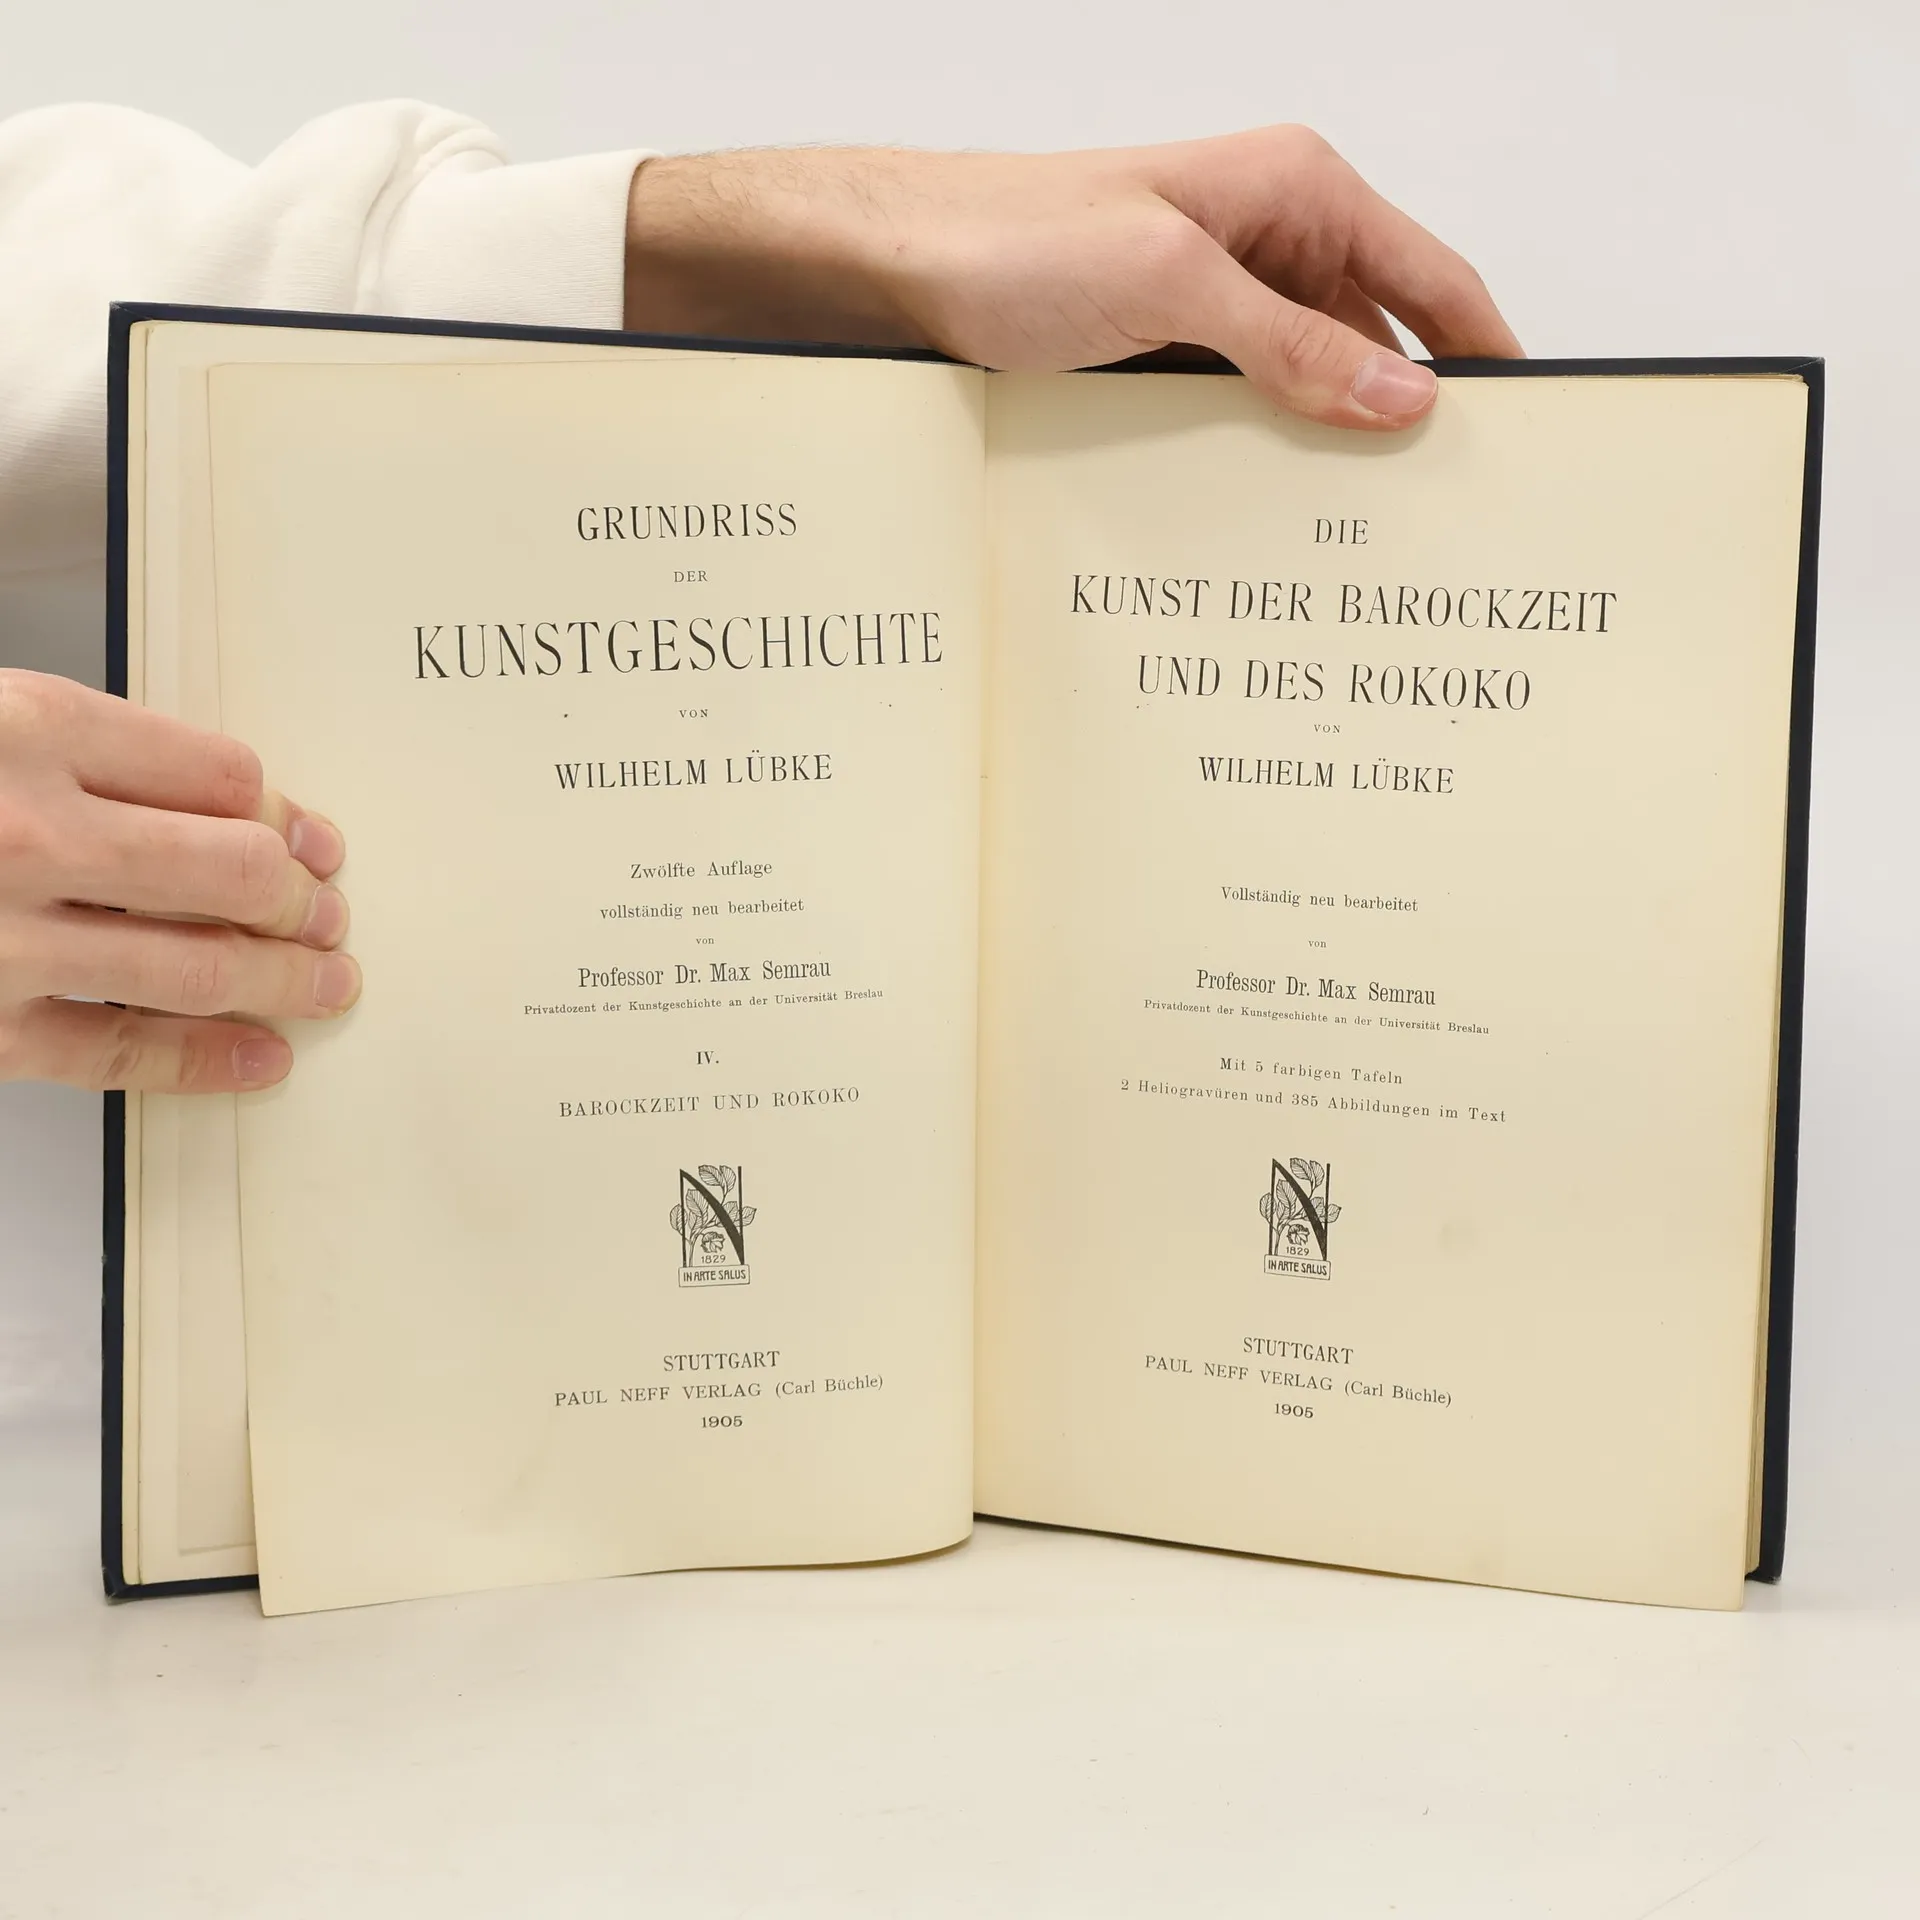 GRUNDRISS
DER
KUNSTGESCHICHTE
VON
WILHELM LÜBKE
Zwölfte Auflage
vollständig neu bearbeitet
von
Professor Dr. Max Semrau
Privatdozent der Kunstgeschichte an der Universität Breslau
IV.
BAROCKZEIT UND ROKOKO
N
1829
IN ARTE SALUS
STUTTGART
PAUL NEFF VERLAG (Carl Büchle)
1905
DIE
KUNST DER BAROCKZEIT
UND DES ROKOKO
VON
WILHELM LÜBKE
Vollständig neu bearbeitet
von
Professor Dr. Max Semrau
Privatdozent der Kunstgeschichte an der Universität Breslau
Mit 5 farbigen Tafeln
2 Heliogravüren und 385 Abbildungen im Text
N
1829
IN ARTE SALUS
STUTTGART
PAUL NEFF VERLAG (Carl Büchle)
1905